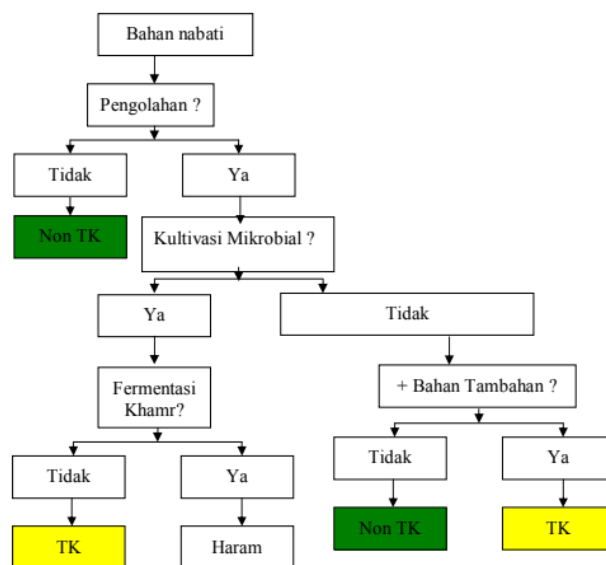 Bahan nabati
Pengolahan ?
Tidak
Ya
Non TK
Kultivasi Mikrobial ?
Ya
Tidak
Fermentasi
Khamr?
+ Bahan Tambahan ?
Tidak
Ya
Tidak
Ya
TK
Haram
Non TK
TK